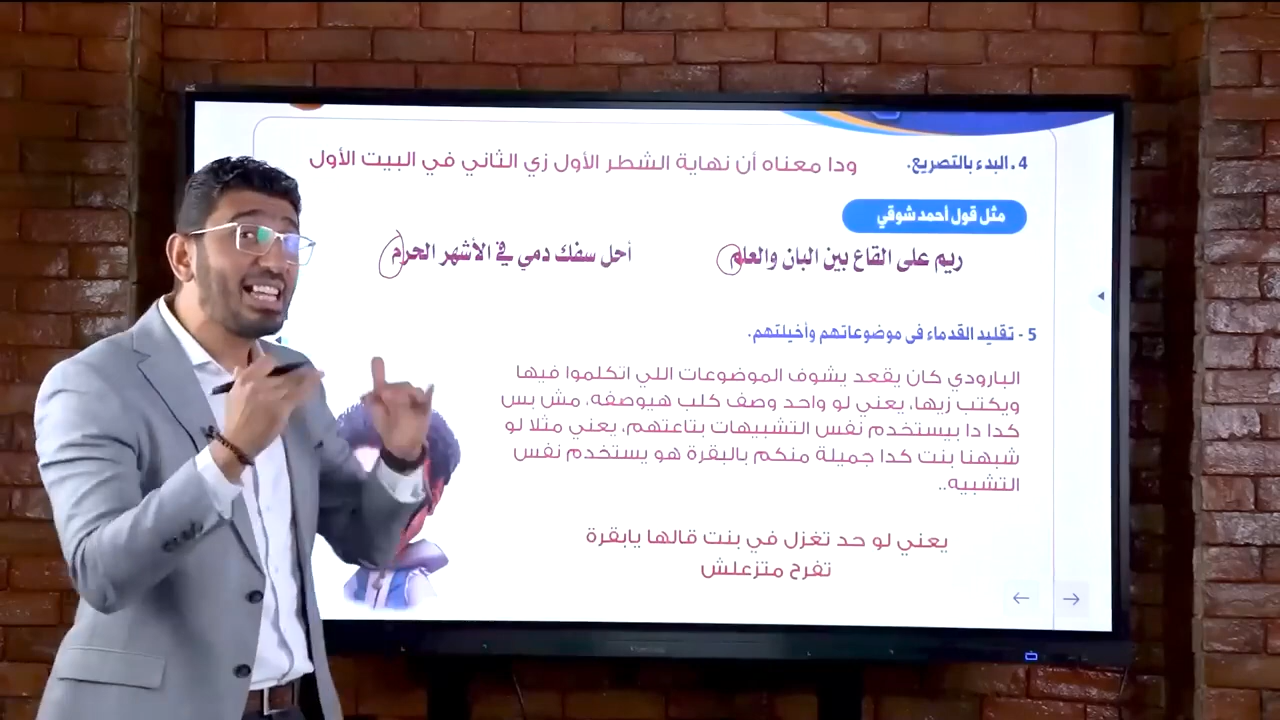 4 . البدء بالتصريع. ودا معناه أن نهاية الشطر الأول زي الثاني في البيت الأول
مثل قول أحمد شوقي
ريم على القاع بين البان والعلم أحل سفك دمي في الأشهر الحرام
5 - تقليد القدماء فى موضوعاتهم وأخيلتهم.
البارودي كان يقعد يشوف الموضوعات اللي اتكلموا فيها
ويكتب زيها، يعني لو واحد وصف كلب هيوصفه، مش بس
كدا دا بيستخدم نفس التشبيهات بتاعتهم، يعني مثلا لو
شبهنا بنت كدا جميلة منكم بالبقرة هو يستخدم نفس
التشبيه..
يعني لو حد تغزل في بنت قالها يابقرة
تفرح متزعلش